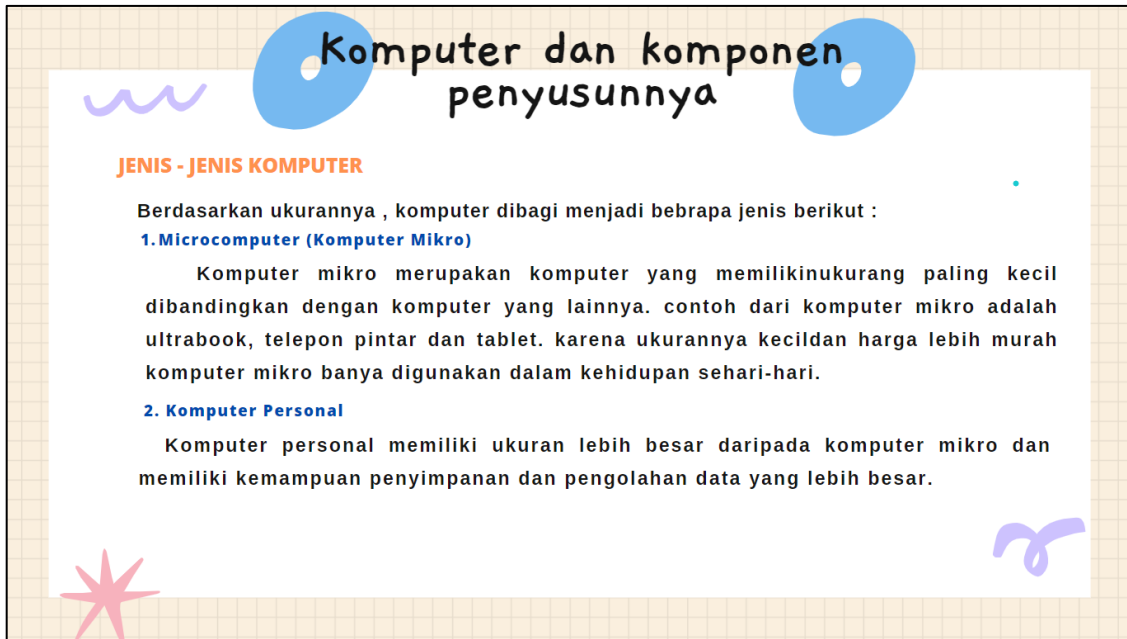 Komputer dan komponen
penyusunnya
JENIS - JENIS KOMPUTER
Berdasarkan ukurannya , komputer dibagi menjadi bebrapa jenis berikut :
1. Microcomputer (Komputer Mikro)
Komputer mikro merupakan komputer yang memilikinukurang paling kecil
dibandingkan dengan komputer yang lainnya. contoh dari komputer mikro adalah
ultrabook, telepon pintar dan tablet. karena ukurannya kecildan harga lebih murah
komputer mikro banya digunakan dalam kehidupan sehari-hari.
2. Komputer Personal
Komputer personal memiliki ukuran lebih besar daripada komputer mikro dan
memiliki kemampuan penyimpanan dan pengolahan data yang lebih besar.